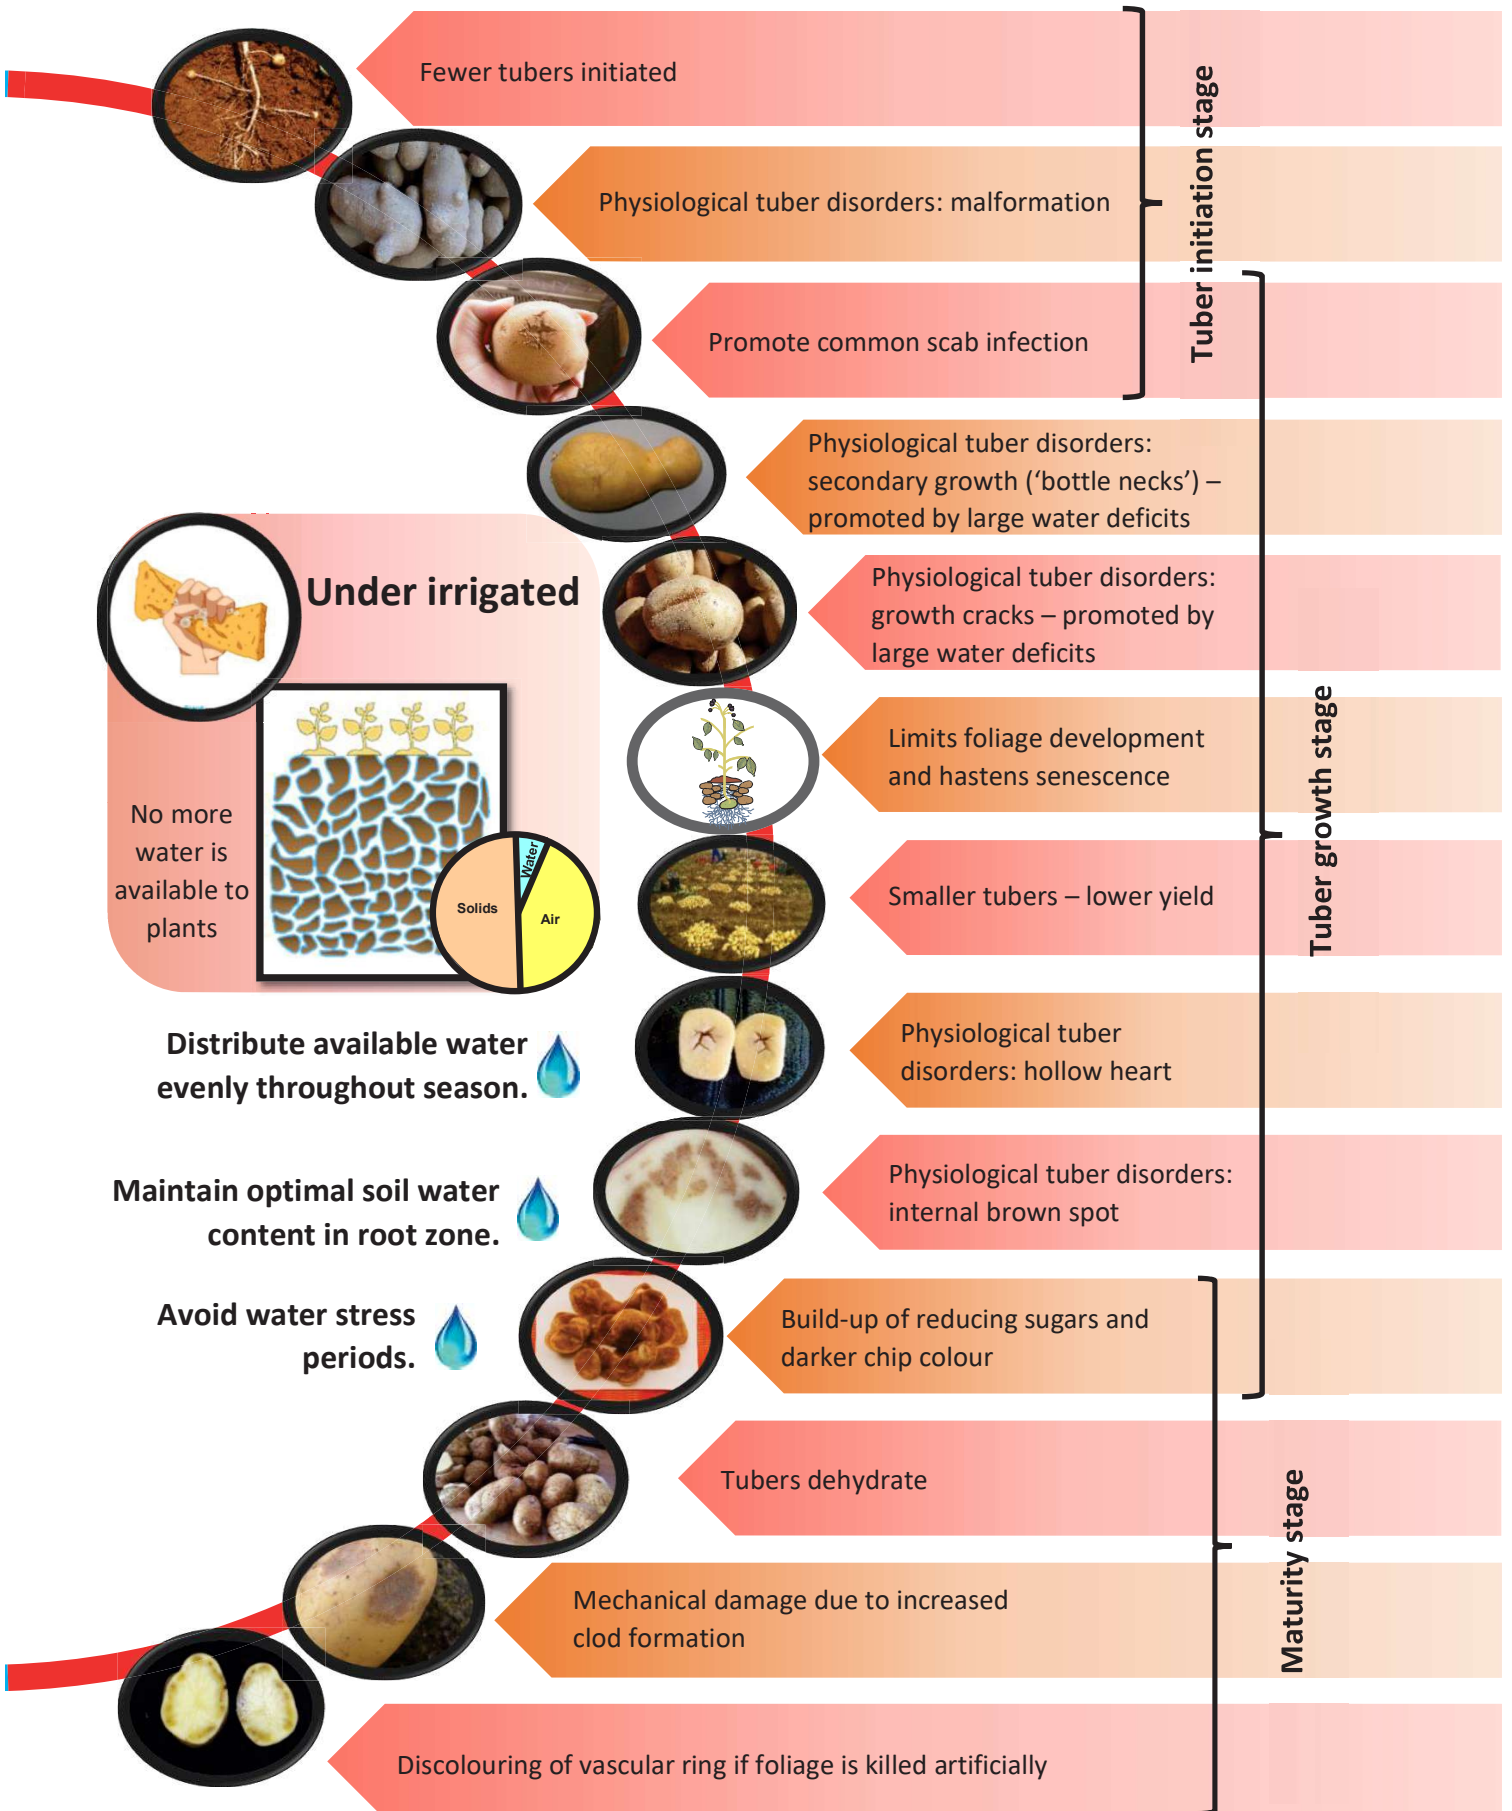 Fewer tubers initiated
Physiological tuber disorders: malformation
Promote common scab infection
Tuber initiation stage
Physiological tuber disorders:
secondary growth (‘bottle necks’) –
promoted by large water deficits
Physiological tuber disorders:
growth cracks – promoted by
large water deficits
Limits foliage development
and hastens senescence
Smaller tubers – lower yield
Physiological tuber
disorders: hollow heart
Physiological tuber disorders:
internal brown spot
Build-up of reducing sugars and
darker chip colour
Tuber growth stage
Tubers dehydrate
Mechanical damage due to increased
clod formation
Discolouring of vascular ring if foliage is killed artificially
Maturity stage
Under irrigated
No more
water is
available to
plants
Solids
Water
Air
Distribute available water
evenly throughout season.
Maintain optimal soil water
content in root zone.
Avoid water stress
periods.